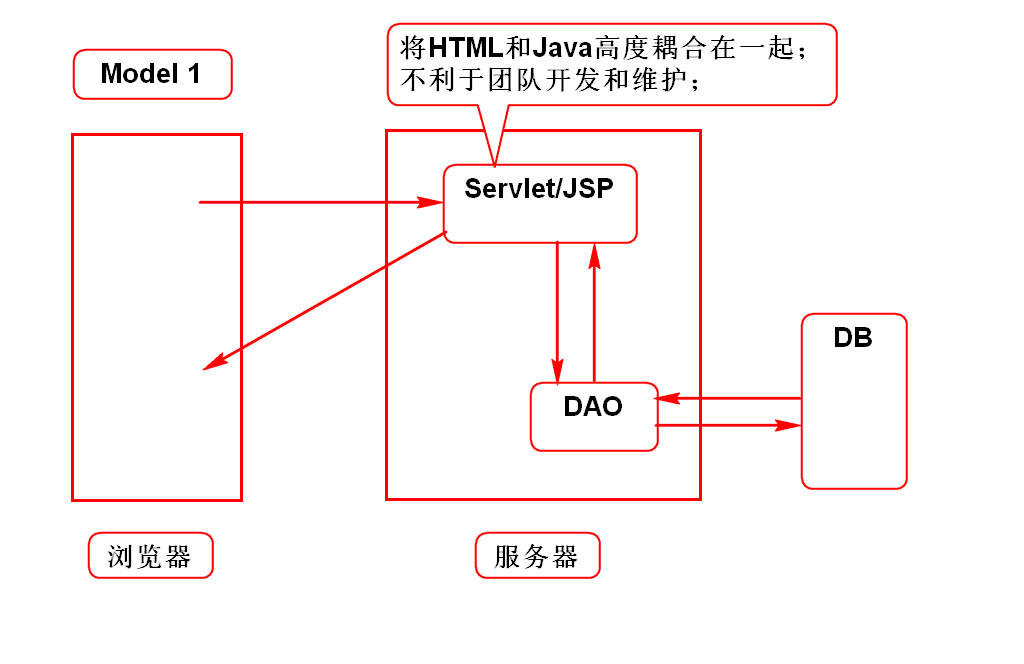 Model 1
将HTML和Java高度耦合在一起；
不利于团队开发和维护；
Servlet/JSP
DB
DAO
浏览器
服务器